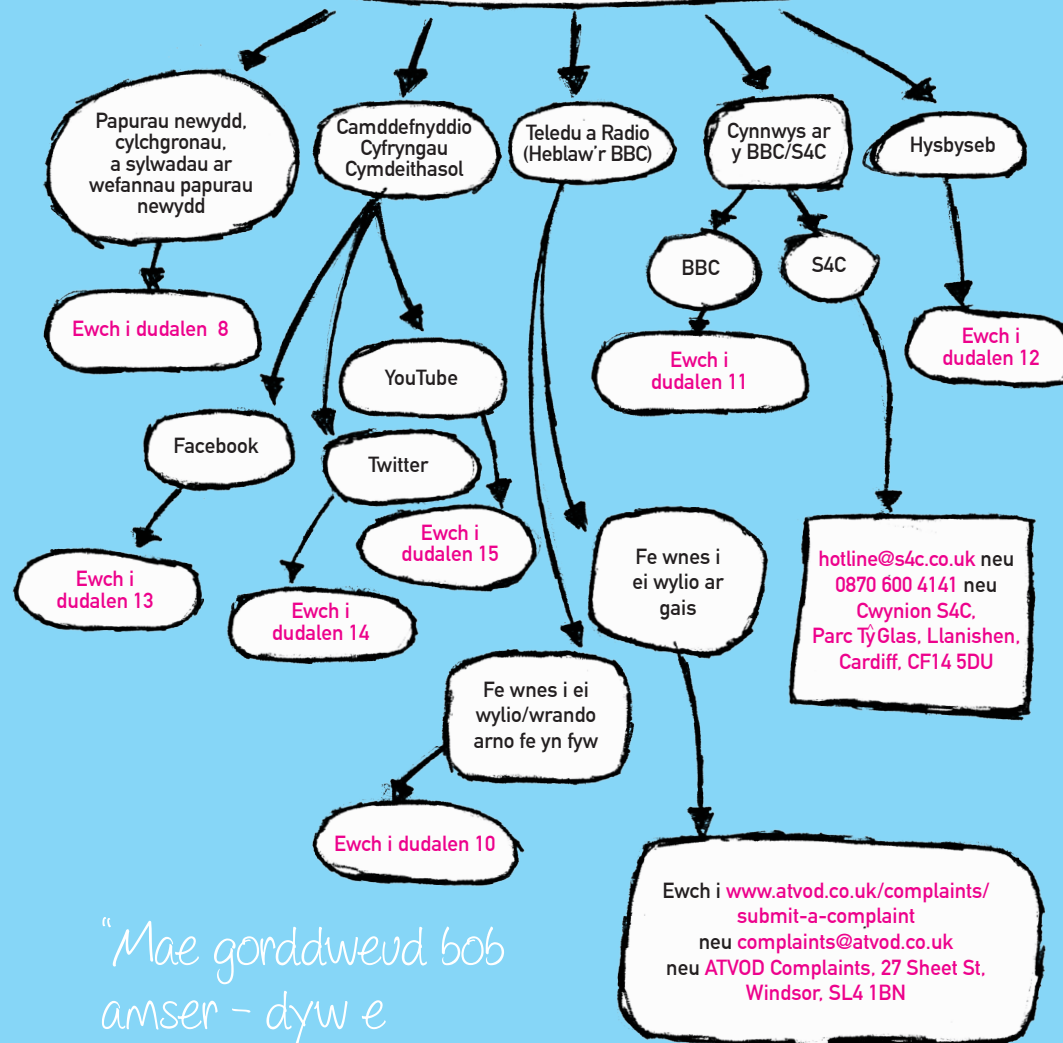 Papurau newydd,
cylchgronau,
a sylwadau ar
wefannau papurau
newydd
Camddefnyddio
Cyfryngau
Cymdeithasol
Teledu a Radio
(Heblaw'r BBC)
Cynnwys ar
y BBC/S4C
Hysbyseb
BBC
S4C
Ewch i dudalen 8
Ewch i
dudalen 11
Ewch i
dudalen 12
YouTube
Facebook
Twitter
Ewch i
dudalen 15
Ewch i
dudalen 13
Ewch i
dudalen 14
Fe wnes i
ei wylio ar
gais
hotline@s4c.co.uk neu
0870 600 4141 neu
Cwynion S4C,
Parc Tŷ Glas, Llanishen,
Cardiff, CF14 5DU
Fe wnes i ei
wylio/wrando
arno fe yn fyw
Ewch i dudalen 10
Ewch i www.atvod.co.uk/complaints/
submit-a-complaint
neu complaints@atvod.co.uk
neu ATVOD Complaints, 27 Sheet St,
Windsor, SL4 1BN
"Mae gorddweud bob
amser – dyw e